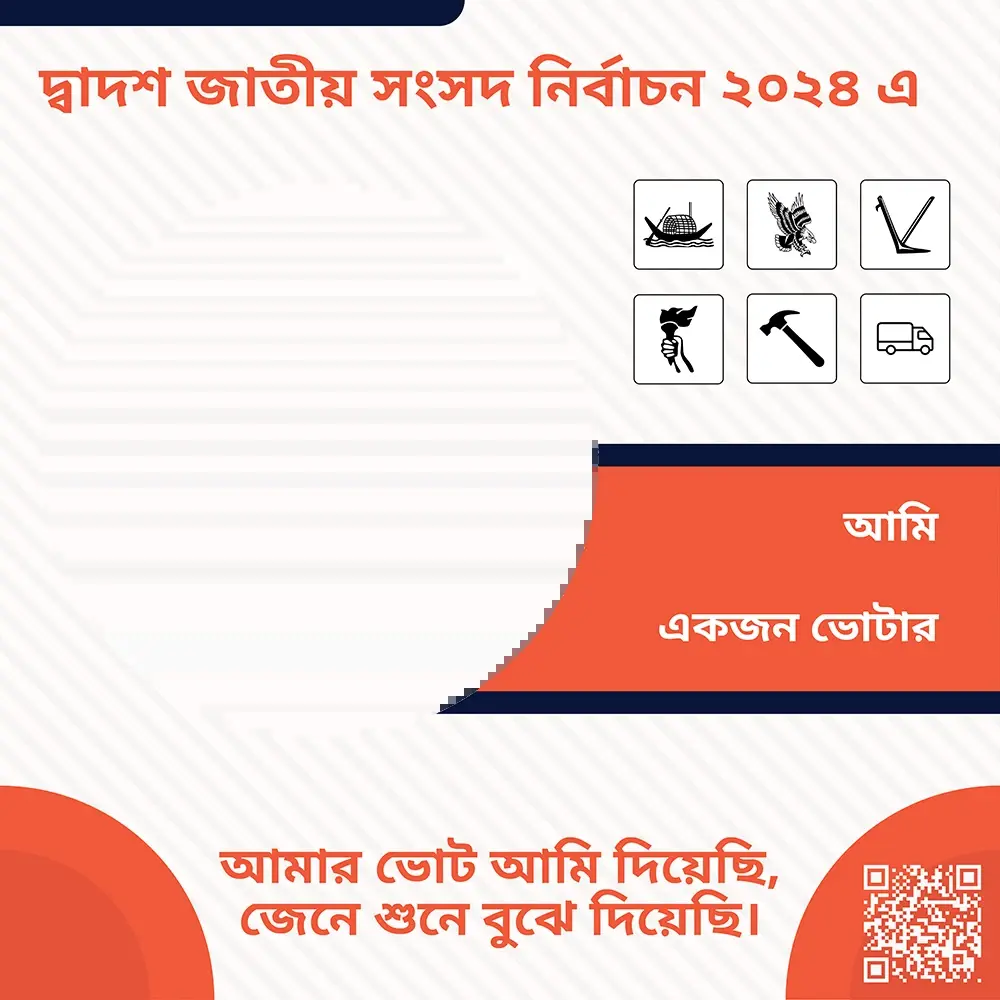 দ্বাদশ জাতীয় সংসদ নির্বাচন ২০২৪ এ
আমি
একজন ভোটার
আমার ভোট আমি দিয়েছি,
জেনে শুনে বুঝে দিয়েছি।